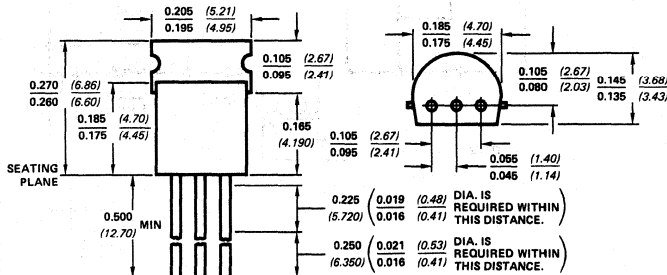 0.205 (5.21)
0.195 (4.95)
0.105 (2.67)
0.095 (2.41)
0.270 (6.86)
0.260 (6.60)
0.185 (4.70)
0.175 (4.45)
0.165
(4.190)
SEATING
PLANE
0.500
(12.70)
MIN
0.185 (4.70)
0.175 (4.45)
0.105 (2.67)
0.080 (2.03)
0.145 (3.68)
0.135 (3.43)
0.105 (2.67)
0.095 (2.41)
0.055 (1.40)
0.045 (1.14)
0.225
(5.720)
( 0.019 (0.48) DIA. IS
0.016 (0.41) REQUIRED WITHIN
THIS DISTANCE. )
0.250
(6.350)
( 0.021 (0.53) DIA. IS
0.016 (0.41) REQUIRED WITHIN
THIS DISTANCE. )